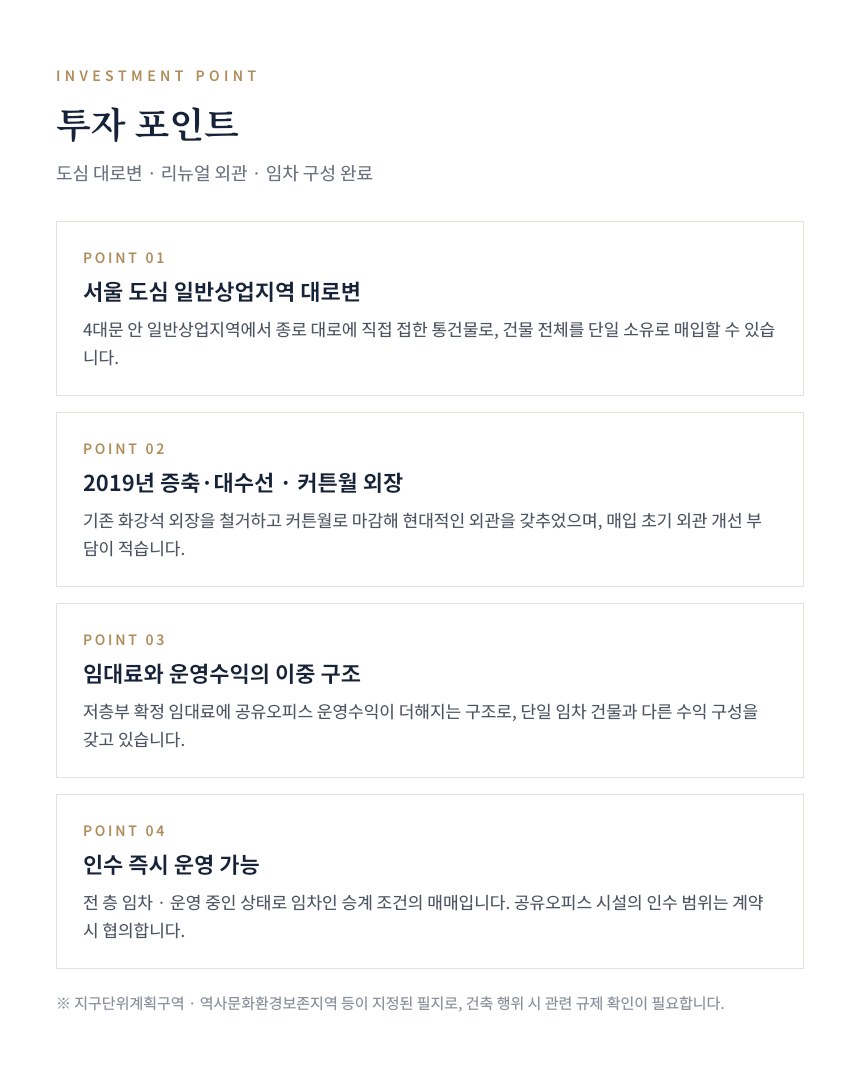 INVESTMENT POINT
투자 포인트
도심 대로변 · 리뉴얼 외관 · 임차 구성 완료
POINT 01
서울 도심 일반상업지역 대로변
4대문 안 일반상업지역에서 종로 대로에 직접 접한 통건물로, 건물 전체를 단일 소유로 매입할 수 있습
니다.
POINT 02
2019년 증축·대수선 · 커튼월 외장
기존 화강석 외장을 철거하고 커튼월로 마감해 현대적인 외관을 갖추었으며, 매입 초기 외관 개선 부
담이 적습니다.
POINT 03
임대료와 운영수익의 이중 구조
저층부 확정 임대료에 공유오피스 운영수익이 더해지는 구조로, 단일 임차 건물과 다른 수익 구성을
갖고 있습니다.
POINT 04
인수 즉시 운영 가능
전 층 임차 · 운영 중인 상태로 임차인 승계 조건의 매매입니다. 공유오피스 시설의 인수 범위는 계약
시 협의합니다.
※ 지구단위계획구역 · 역사문화환경보존지역 등이 지정된 필지로, 건축 행위 시 관련 규제 확인이 필요합니다.